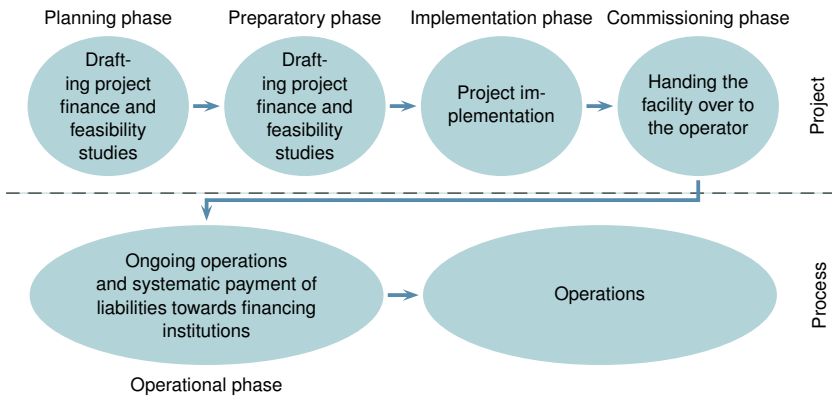 Planning phase
Preparatory phase
Implementation phase
Commissioning phase
Draft-
ing project
finance and
feasibility
studies
Draft-
ing project
finance and
feasibility
studies
Project im-
plementation
Handing the
facility over to
the operator
Project
Ongoing operations
and systematic payment of
liabilities towards financing
institutions
Operations
Process
Operational phase